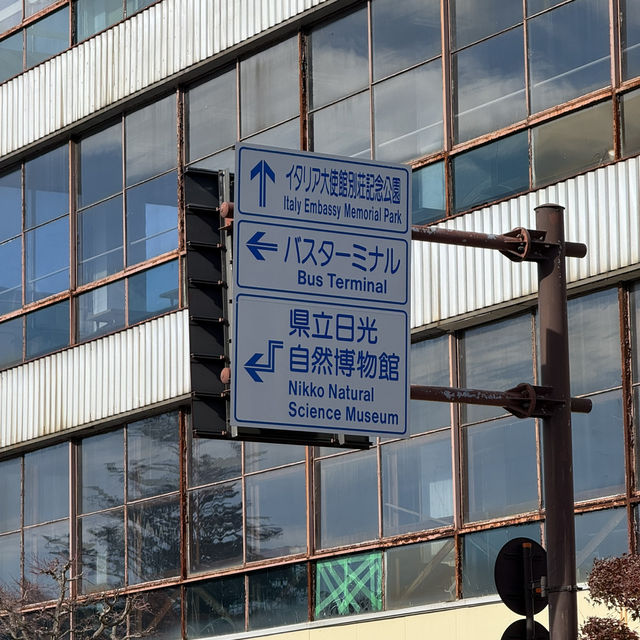 イタリア大使館別荘記念公園
Italy Embassy Memorial Park
バスターミナル
Bus Terminal
県立日光
自然博物館
Nikko Natural
Science Museum